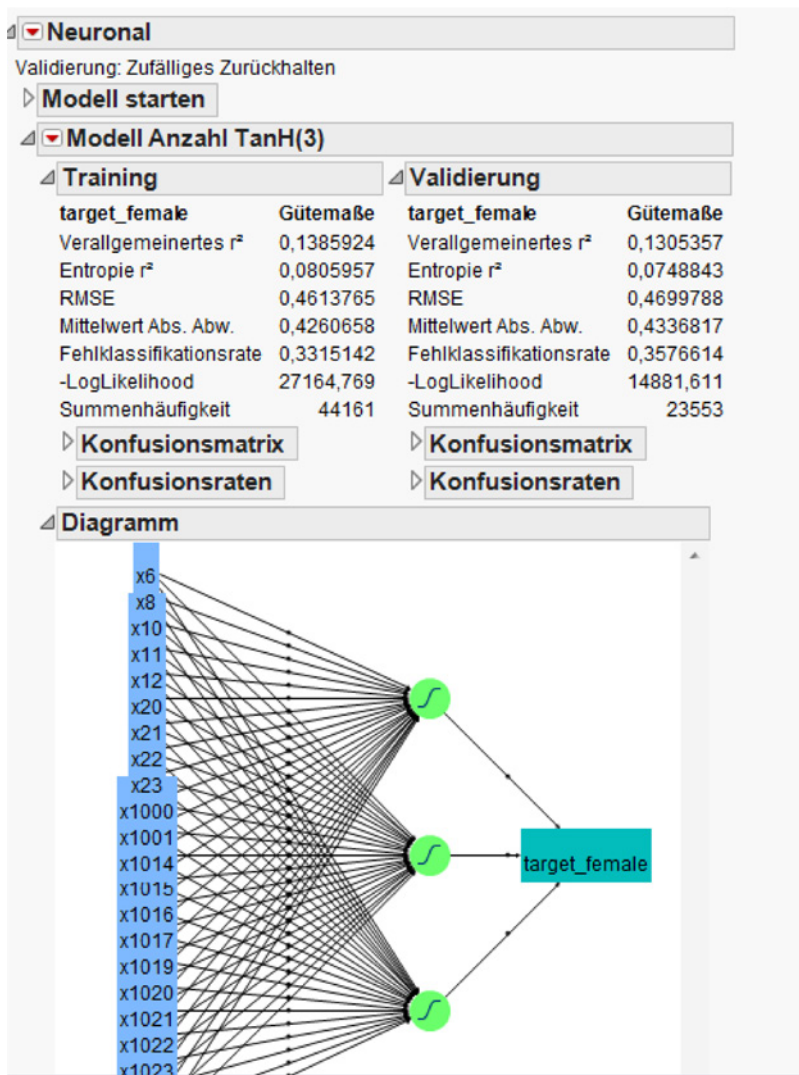 Neuronal
Validierung: Zufälliges Zurückhalten
Modell starten
Modell Anzahl TanH(3)
Training
target_female Gütemaße
Verallgemeinertes r² 0,1385924
Entropie r² 0,0805957
RMSE 0,4613765
Mittelwert Abs. Abw. 0,4260658
Fehlklassifikationsrate 0,3315142
-LogLikelihood 27164,769
Summenhäufigkeit 44161
Konfusionsmatrix
Konfusionsraten
Validierung
target_female Gütemaße
Verallgemeinertes r² 0,1305357
Entropie r² 0,0748843
RMSE 0,4699788
Mittelwert Abs. Abw. 0,4336817
Fehlklassifikationsrate 0,3576614
-LogLikelihood 14881,611
Summenhäufigkeit 23553
Konfusionsmatrix
Konfusionsraten
Diagramm
x6
x8
x10
x11
x12
x20
x21
x22
x23
x1000
x1001
x1014
x1015
x1016
x1017
x1019
x1020
x1021
x1022
x1023
target_female